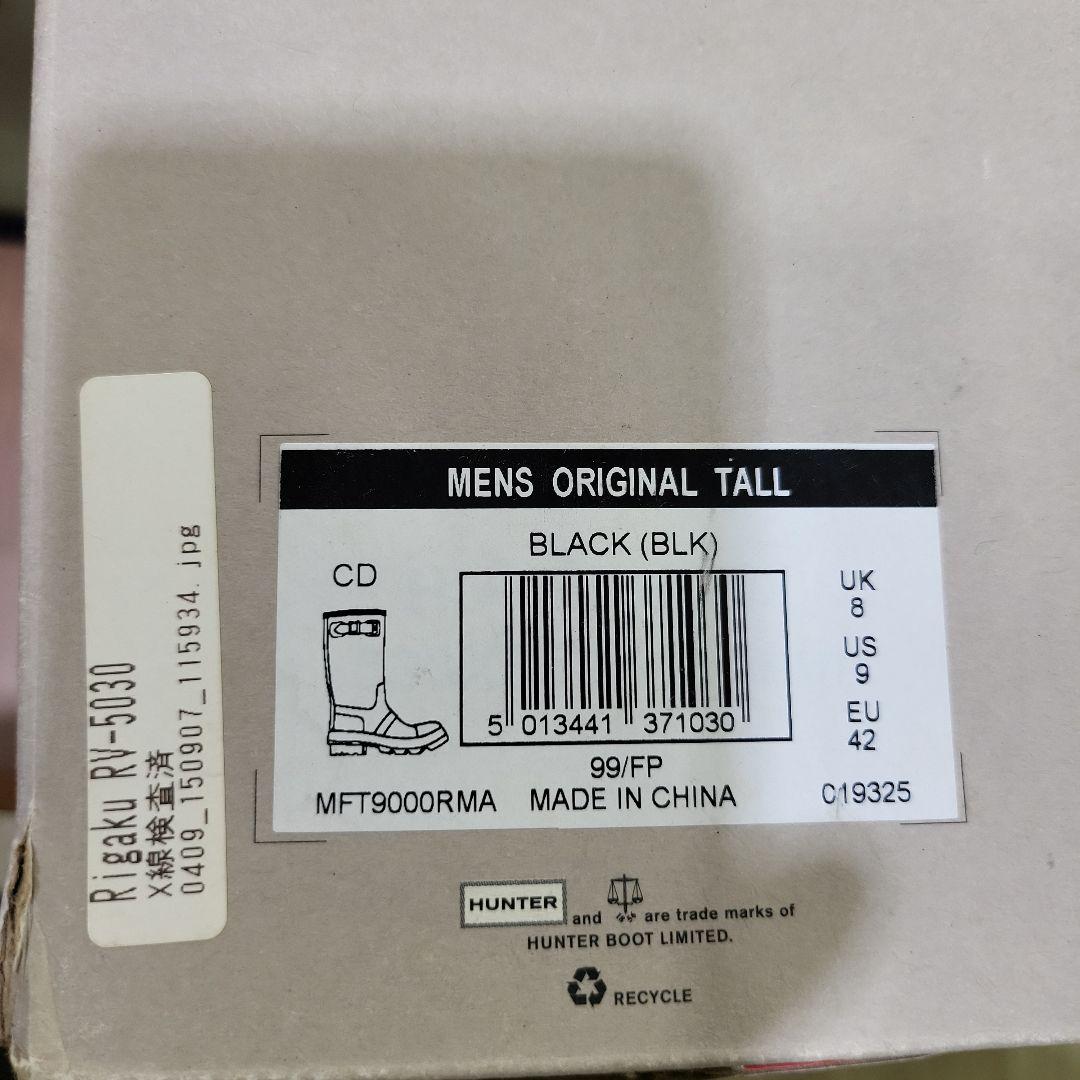 Rigaku RV-5030
X線検査済
0409_150907_115934.jpg
MENS ORIGINAL TALL
BLACK (BLK)
CD
5 013441 371030
UK
8
US
9
EU
42
99/FP
MFT9000RMA MADE IN CHINA C19325
HUNTER and are trade marks of
HUNTER BOOT LIMITED.
RECYCLE